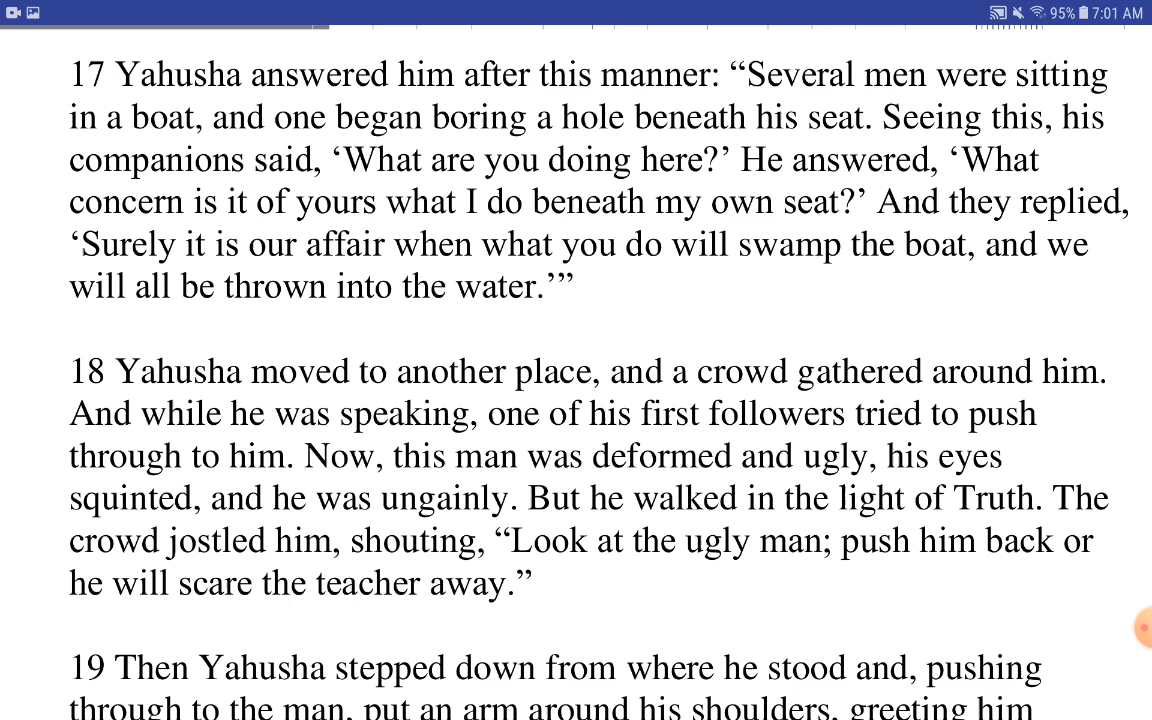 95% 7:01 AM
17 Yahusha answered him after this manner: “Several men were sitting
in a boat, and one began boring a hole beneath his seat. Seeing this, his
companions said, ‘What are you doing here?’ He answered, ‘What
concern is it of yours what I do beneath my own seat?’ And they replied,
‘Surely it is our affair when what you do will swamp the boat, and we
will all be thrown into the water.’”
18 Yahusha moved to another place, and a crowd gathered around him.
And while he was speaking, one of his first followers tried to push
through to him. Now, this man was deformed and ugly, his eyes
squinted, and he was ungainly. But he walked in the light of Truth. The
crowd jostled him, shouting, “Look at the ugly man; push him back or
he will scare the teacher away.”
19 Then Yahusha stepped down from where he stood and, pushing
through to the man, put an arm around his shoulders, greeting him